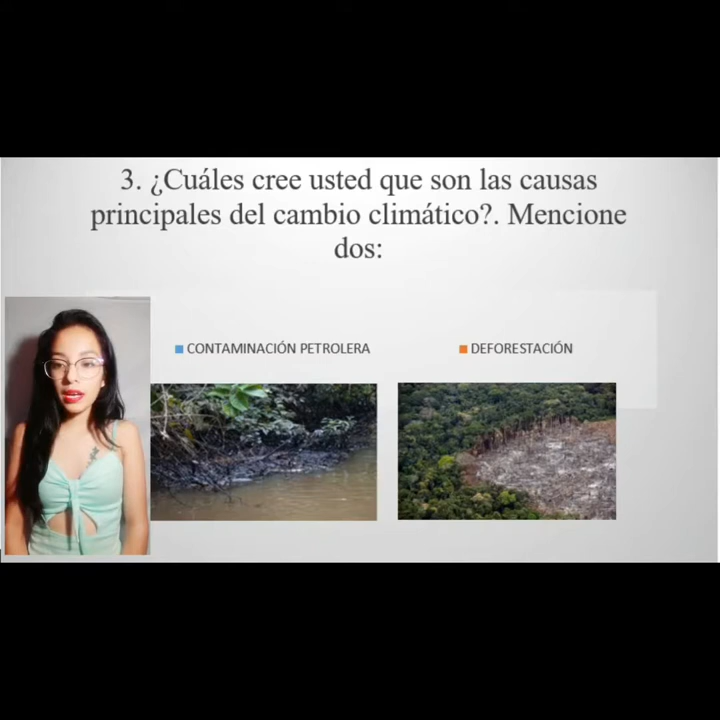 3. ¿Cuáles cree usted que son las causas
principales del cambio climático?. Mencione
dos:
CONTAMINACIÓN PETROLERA
DEFORESTACIÓN